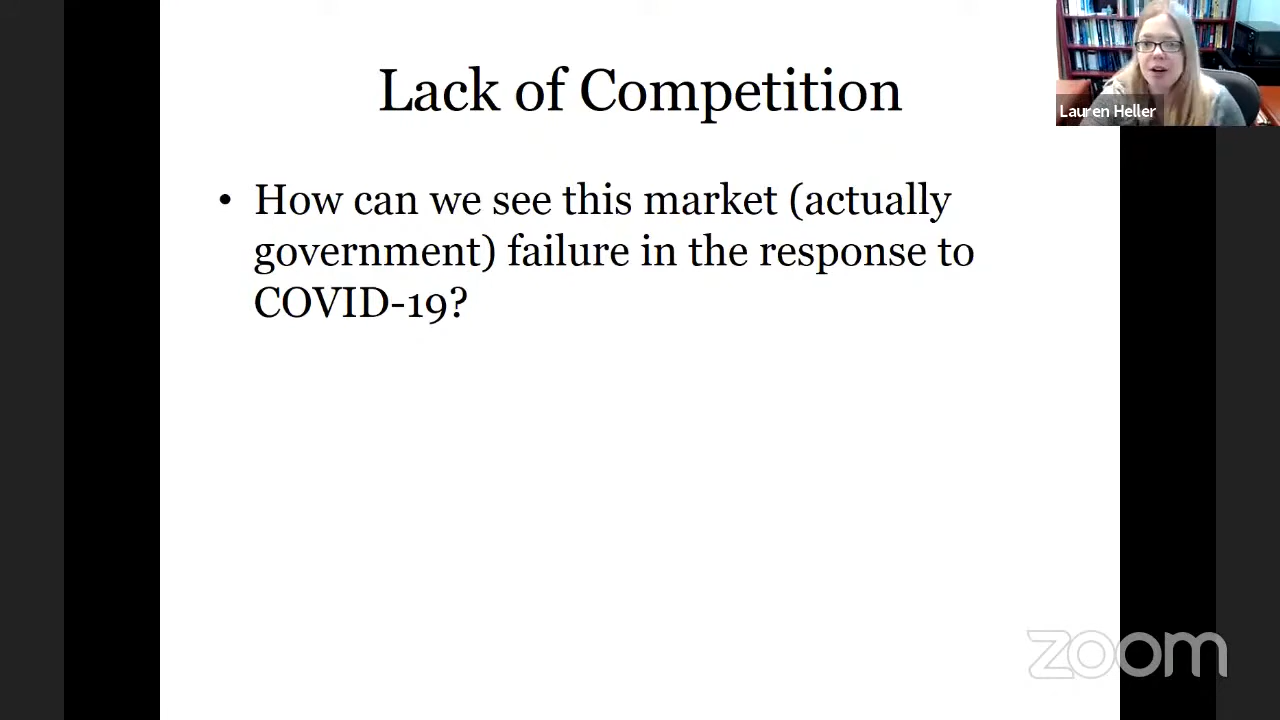 Lack of Competition
Lauren Heller
• How can we see this market (actually
government) failure in the response to
COVID-19?
zoom